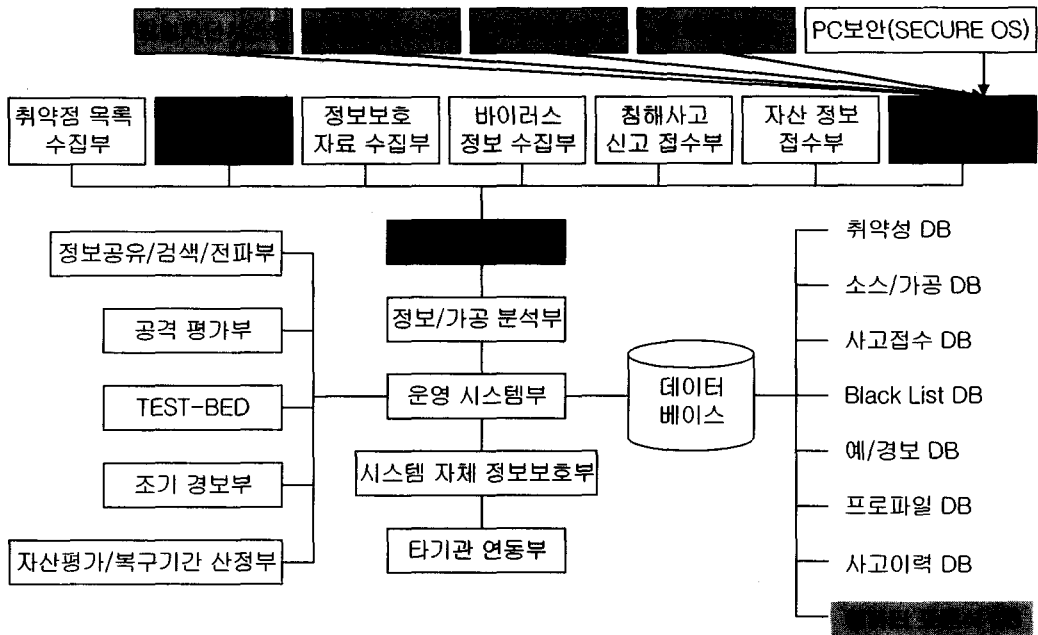 PC보안(SECURE OS)
취약점 목록
수집부
정보보호
자료 수집부
바이러스
정보 수집부
침해사고
신고 접수부
자산 정보
접수부
정보공유/검색/전파부
공격 평가부
TEST-BED
조기 경보부
자산평가/복구기간 산정부
정보/가공 분석부
운영 시스템부
시스템 자체 정보보호부
타기관 연동부
데이터
베이스
취약성 DB
소스/가공 DB
사고접수 DB
Black List DB
예/경보 DB
프로파일 DB
사고이력 DB